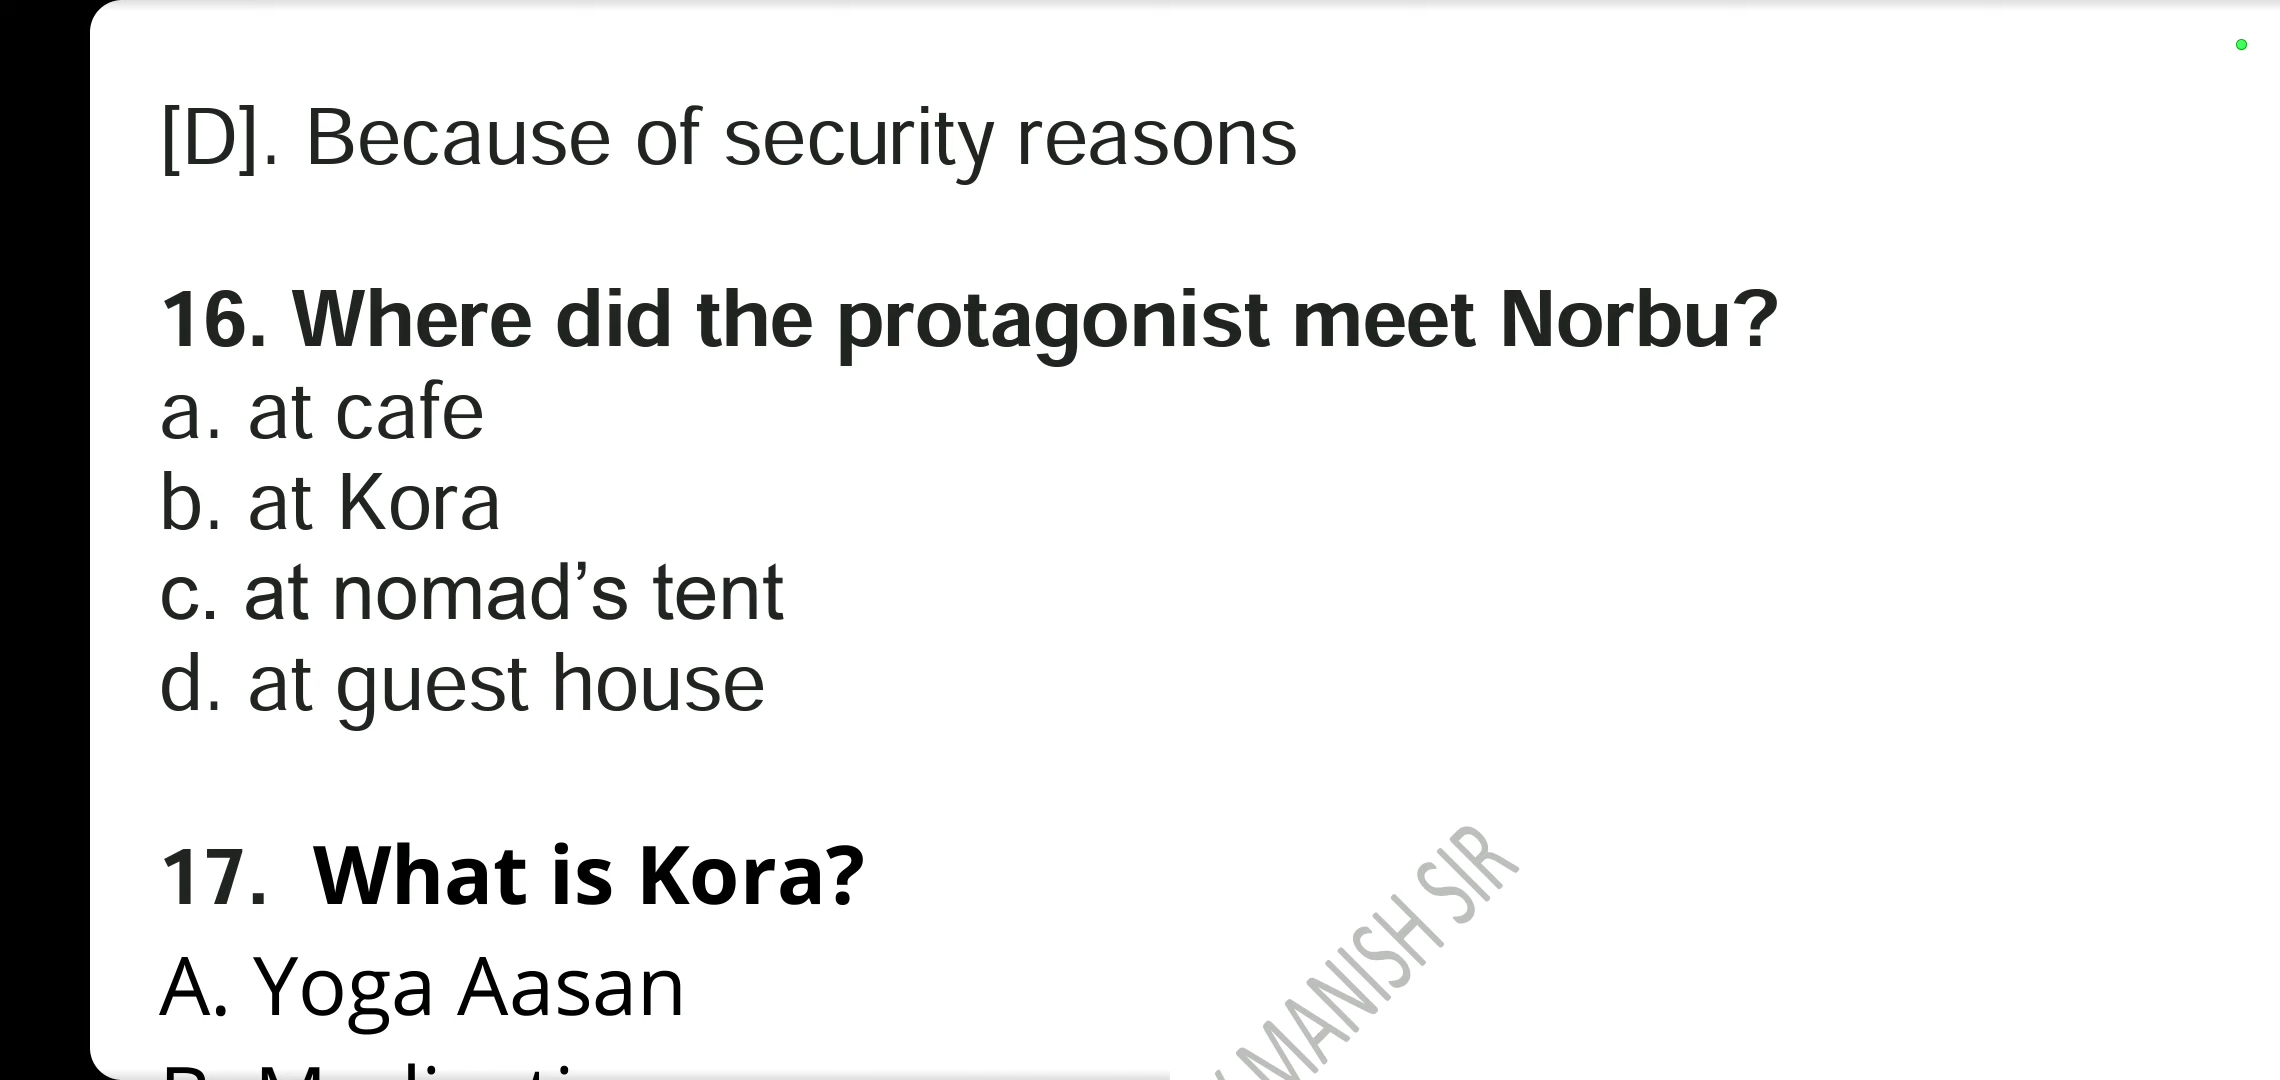 [D]. Because of security reasons
16. Where did the protagonist meet Norbu?
a. at cafe
b. at Kora
c. at nomad’s tent
d. at guest house
17. What is Kora?
A. Yoga Aasan
MANISH SIR